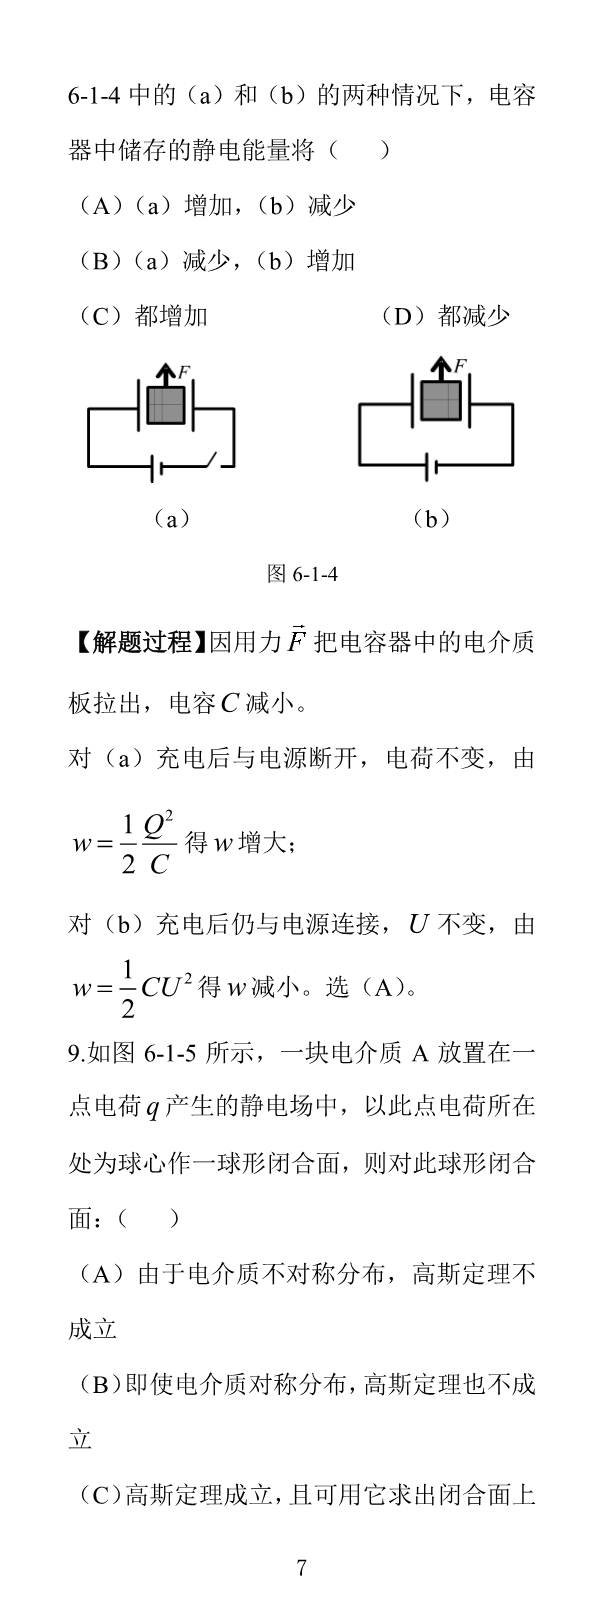 6-1-4 中的（a）和（b）的两种情况下，电容
器中储存的静电能量将（　　）
（A）（a）增加，（b）减少
（B）（a）减少，（b）增加
（C）都增加　　　　　　　（D）都减少
F　　　　　F
（a）　　　　　（b）
图 6-1-4
【解题过程】因用力 $\vec{F}$ 把电容器中的电介质
板拉出，电容 C 减小。
对（a）充电后与电源断开，电荷不变，由
$w=\frac{1}{2}\frac{Q^2}{C}$ 得 w 增大；
对（b）充电后仍与电源连接，U 不变，由
$w=\frac{1}{2}CU^2$ 得 w 减小。选（A）。
9.如图 6-1-5 所示，一块电介质 A 放置在一
点电荷 q 产生的静电场中，以此点电荷所在
处为球心作一球形闭合面，则对此球形闭合
面：（　　）
（A）由于电介质不对称分布，高斯定理不
成立
（B）即使电介质对称分布，高斯定理也不成
立
（C）高斯定理成立，且可用它求出闭合面上
7